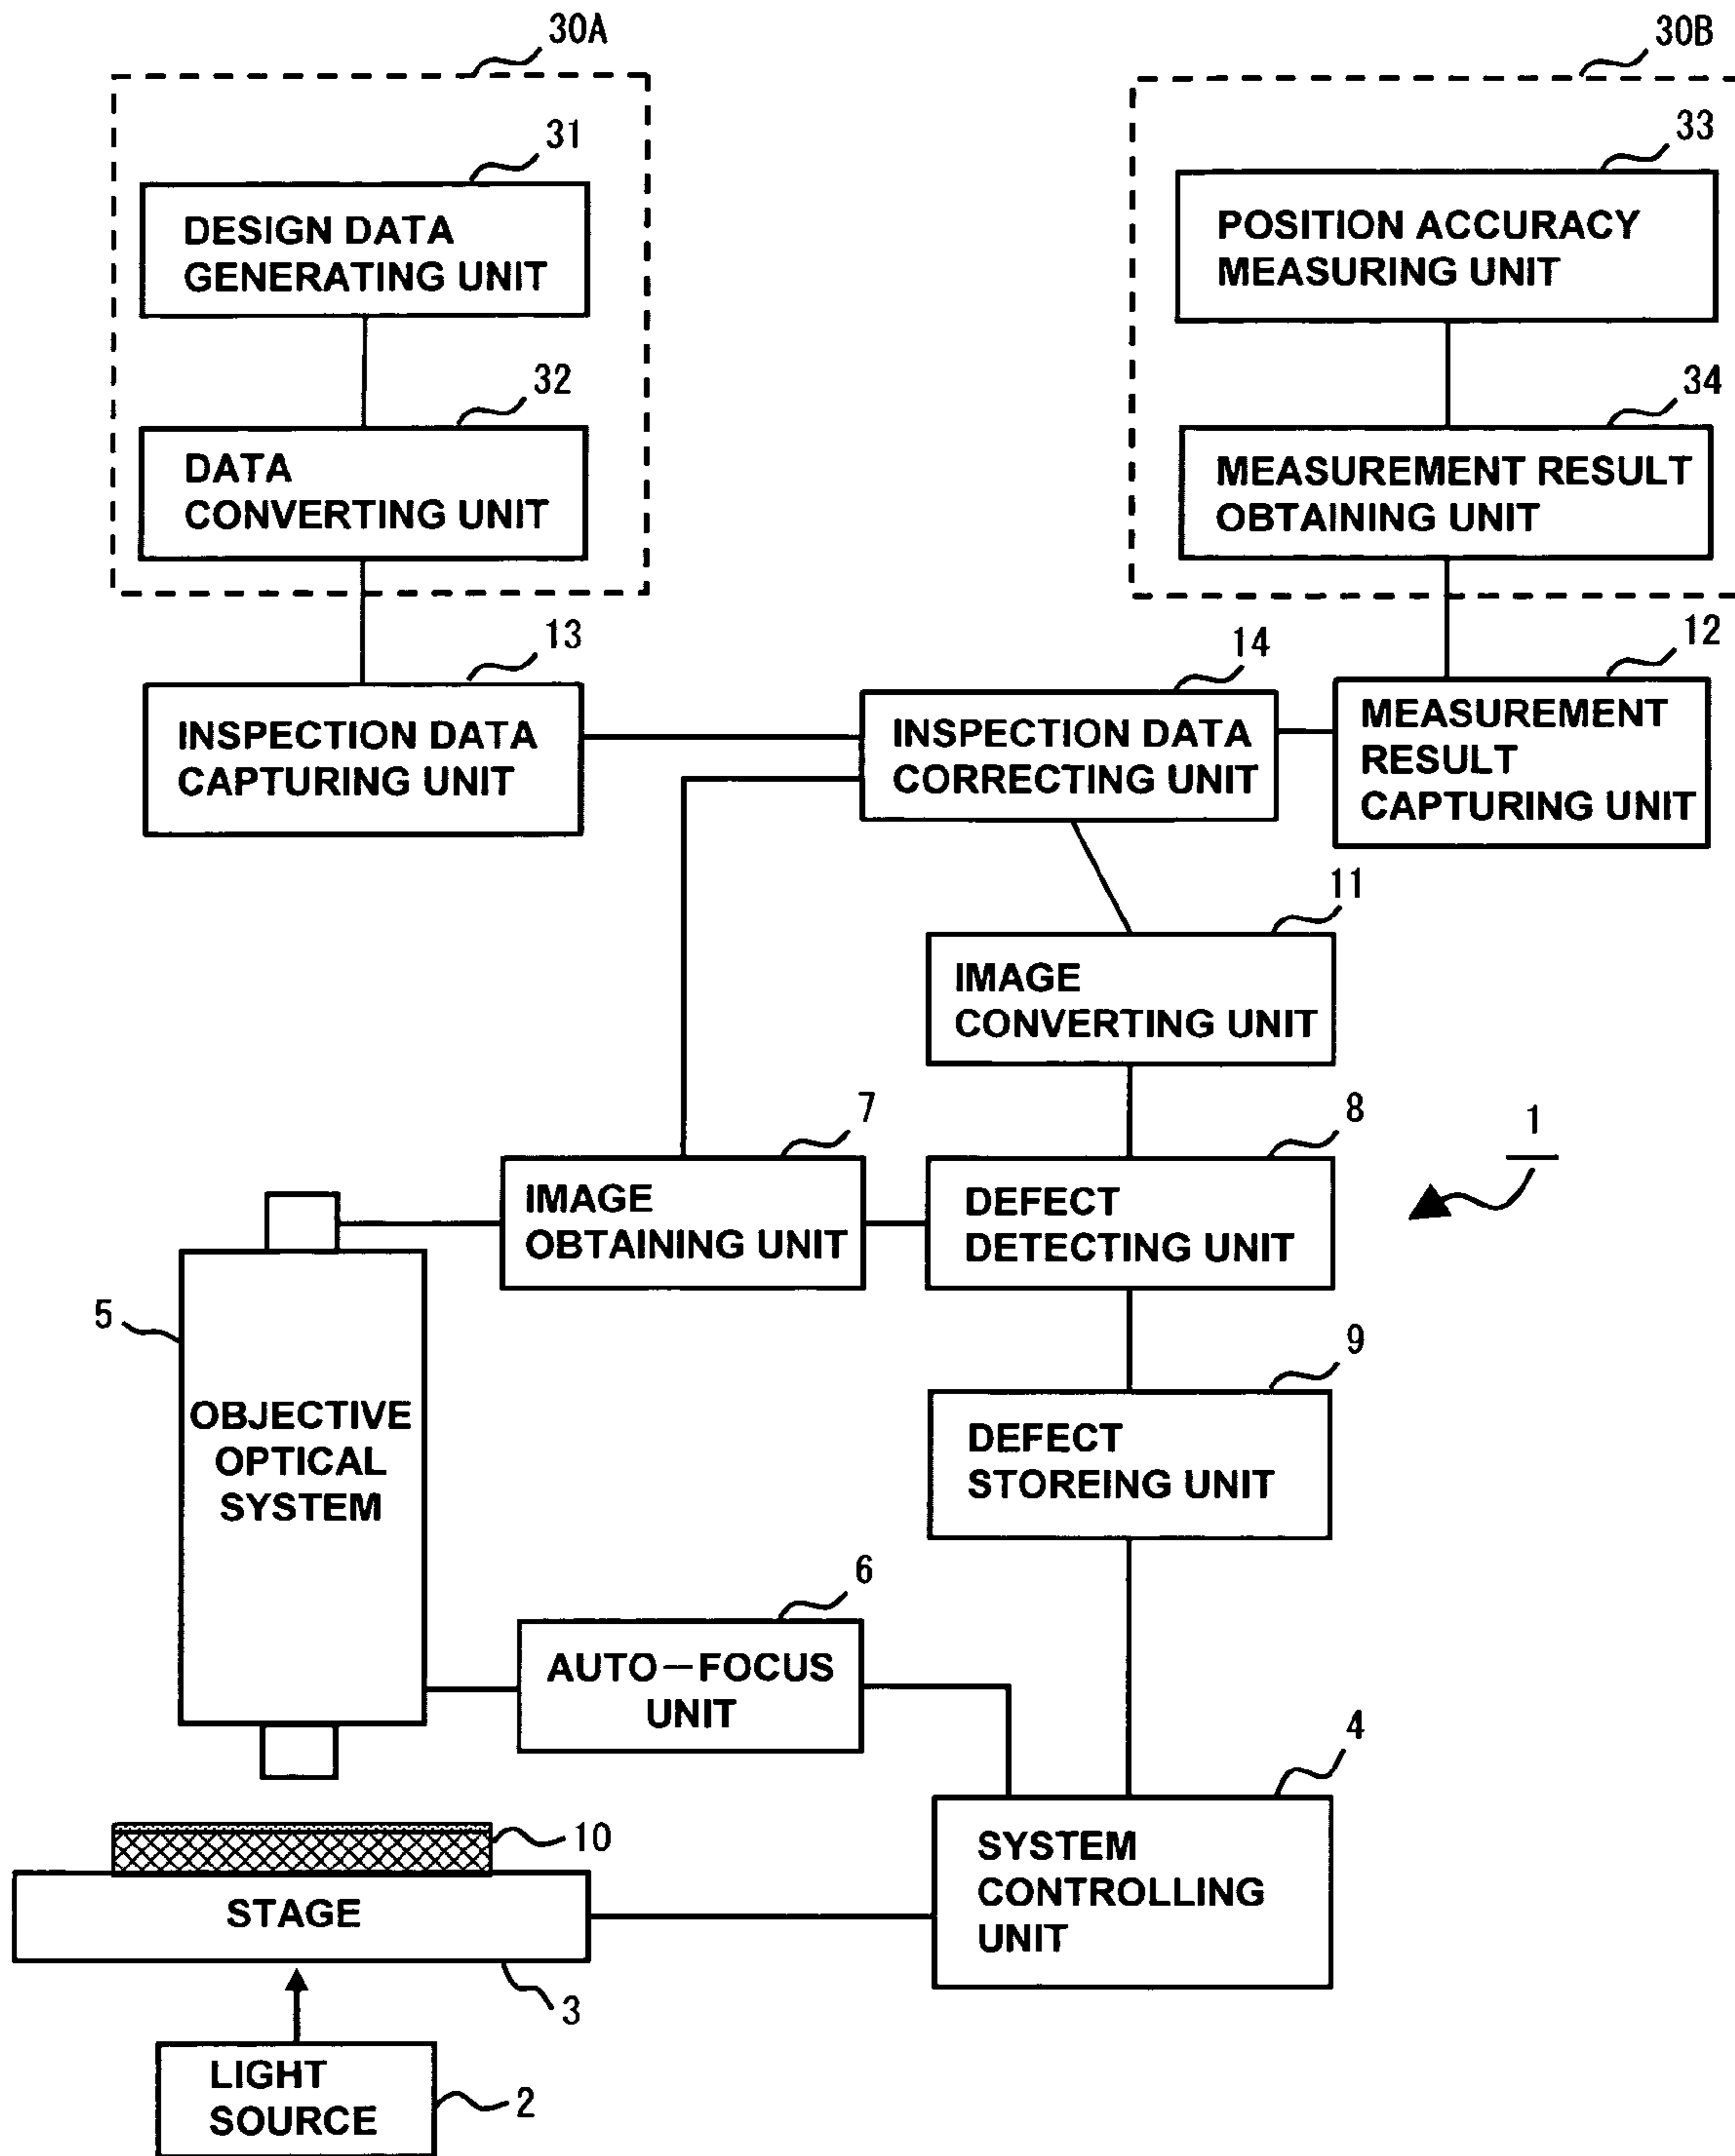 30A
30B
31
DESIGN DATA
GENERATING UNIT
33
POSITION ACCURACY
MEASURING UNIT
32
DATA
CONVERTING UNIT
34
MEASUREMENT RESULT
OBTAINING UNIT
13
INSPECTION DATA
CAPTURING UNIT
14
INSPECTION DATA
CORRECTING UNIT
12
MEASUREMENT
RESULT
CAPTURING UNIT
11
IMAGE
CONVERTING UNIT
7
IMAGE
OBTAINING UNIT
8
DEFECT
DETECTING UNIT
1
5
OBJECTIVE
OPTICAL
SYSTEM
9
DEFECT
STOREING UNIT
6
AUTO－FOCUS
UNIT
4
SYSTEM
CONTROLLING
UNIT
10
STAGE
3
LIGHT
SOURCE
2